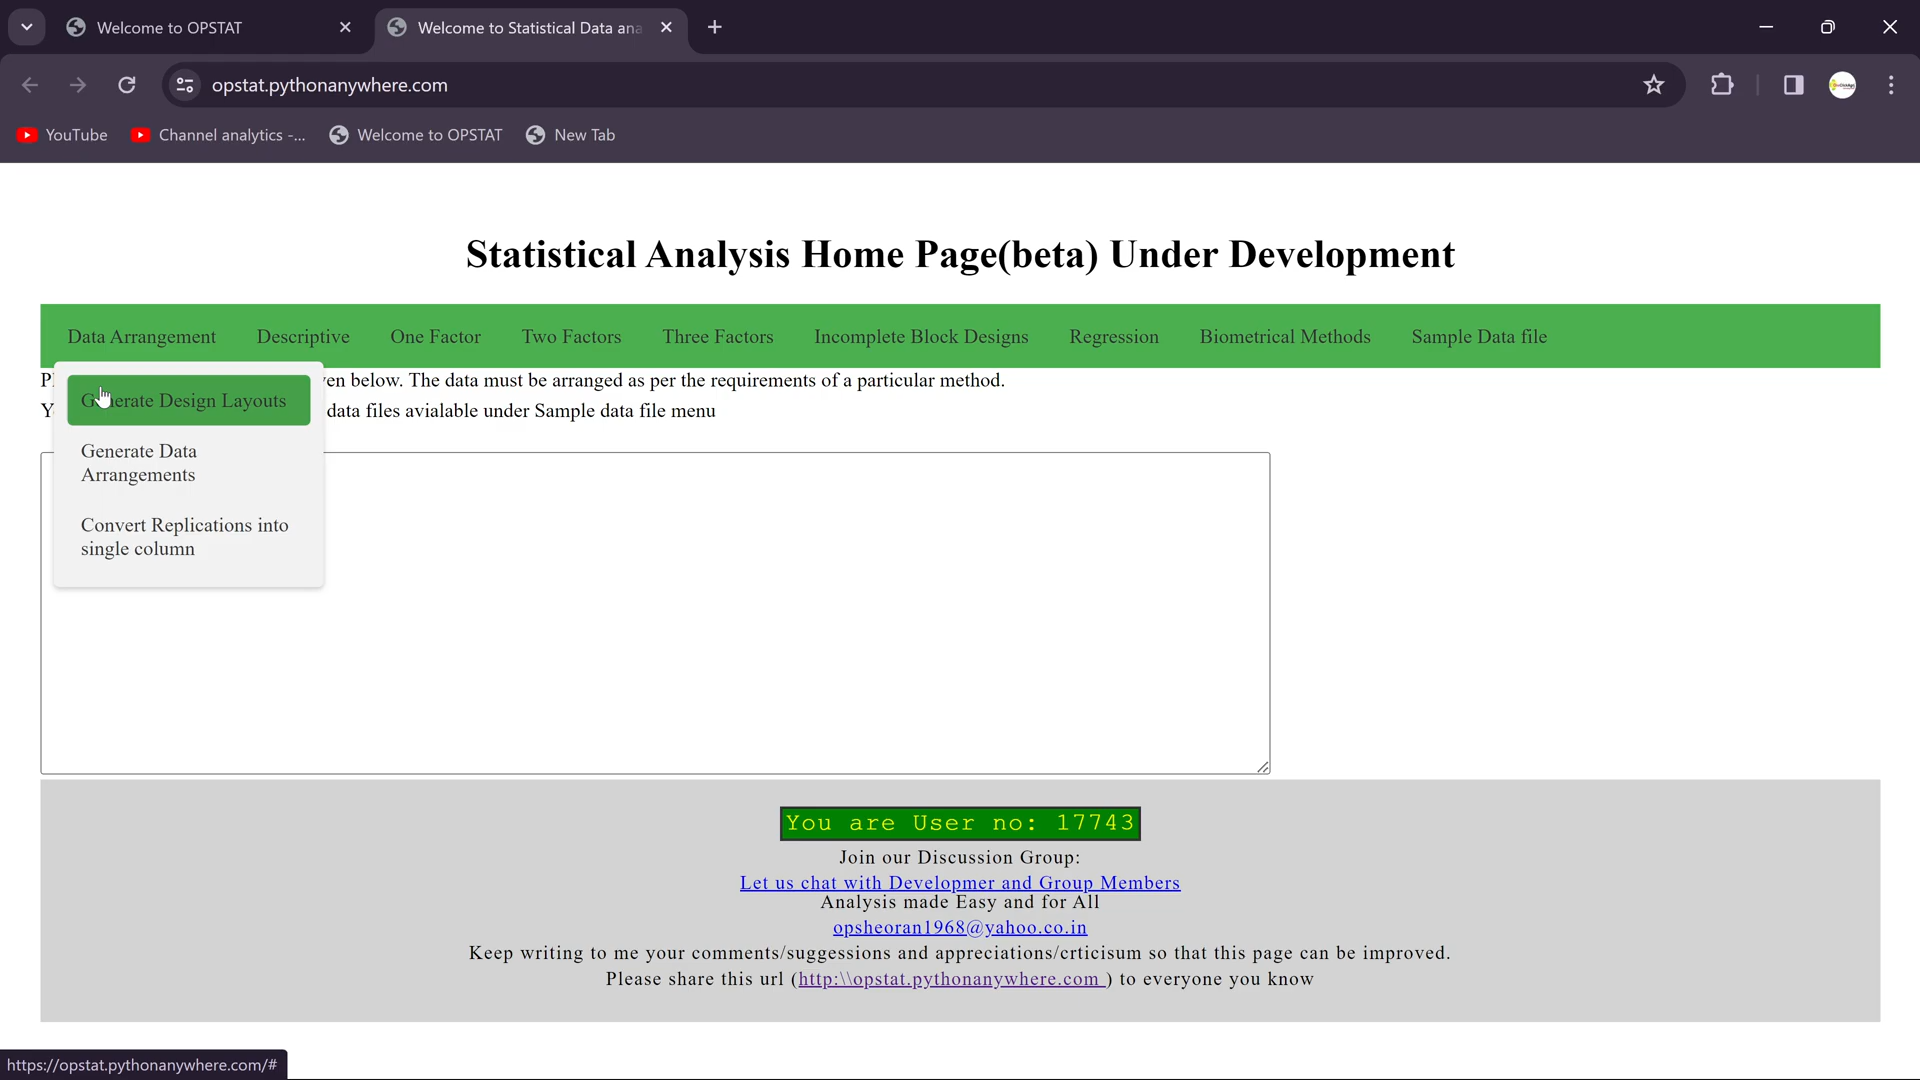 Welcome to OPSTAT
Welcome to Statistical Data ana
opstat.pythonanywhere.com
YouTube
Channel analytics -...
Welcome to OPSTAT
New Tab
Statistical Analysis Home Page(beta) Under Development
Data Arrangement
Descriptive
One Factor
Two Factors
Three Factors
Incomplete Block Designs
Regression
Biometrical Methods
Sample Data file
en below. The data must be arranged as per the requirements of a particular method.
data files avialable under Sample data file menu
Generate Design Layouts
Generate Data
Arrangements
Convert Replications into
single column
You are User no: 17743
Join our Discussion Group:
Let us chat with Developmer and Group Members
Analysis made Easy and for All
opsheoran1968@yahoo.co.in
Keep writing to me your comments/suggessions and appreciations/crticisum so that this page can be improved.
Please share this url (http:\\opstat.pythonanywhere.com ) to everyone you know
https://opstat.pythonanywhere.com/#